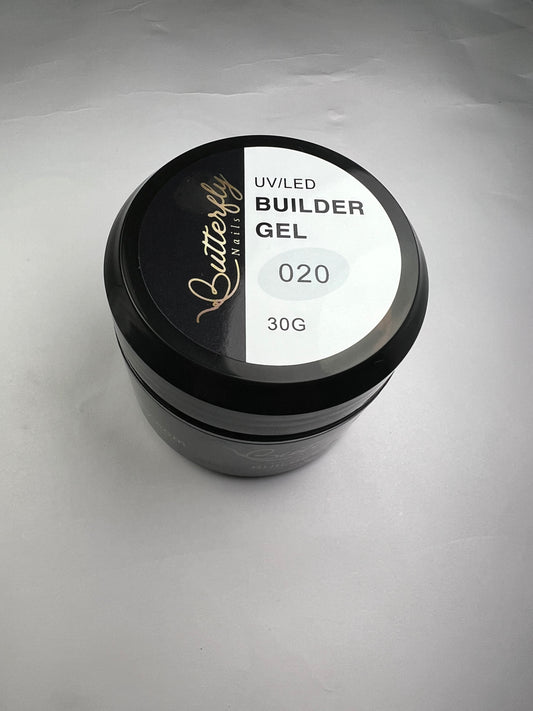 Butterfly
Nails
UV/LED
BUILDER
GEL
020
30G